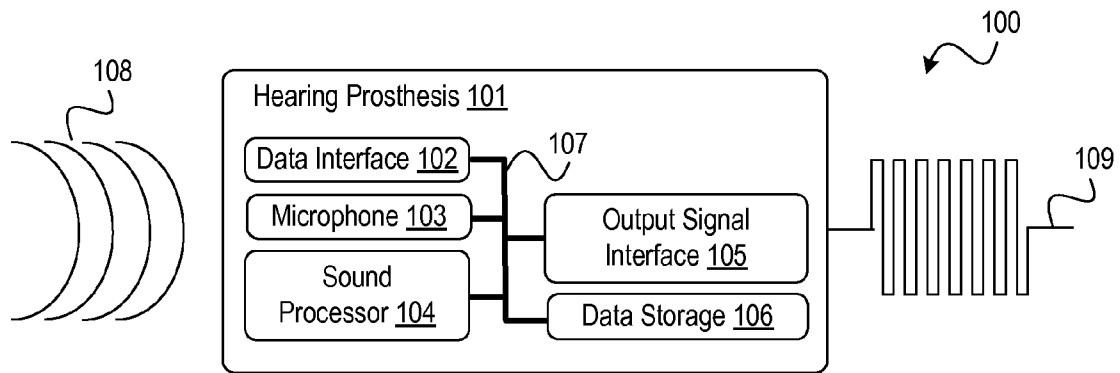 100
108
Hearing Prosthesis 101
Data Interface 102
107
109
Microphone 103
Output Signal
Interface 105
Sound
Processor 104
Data Storage 106